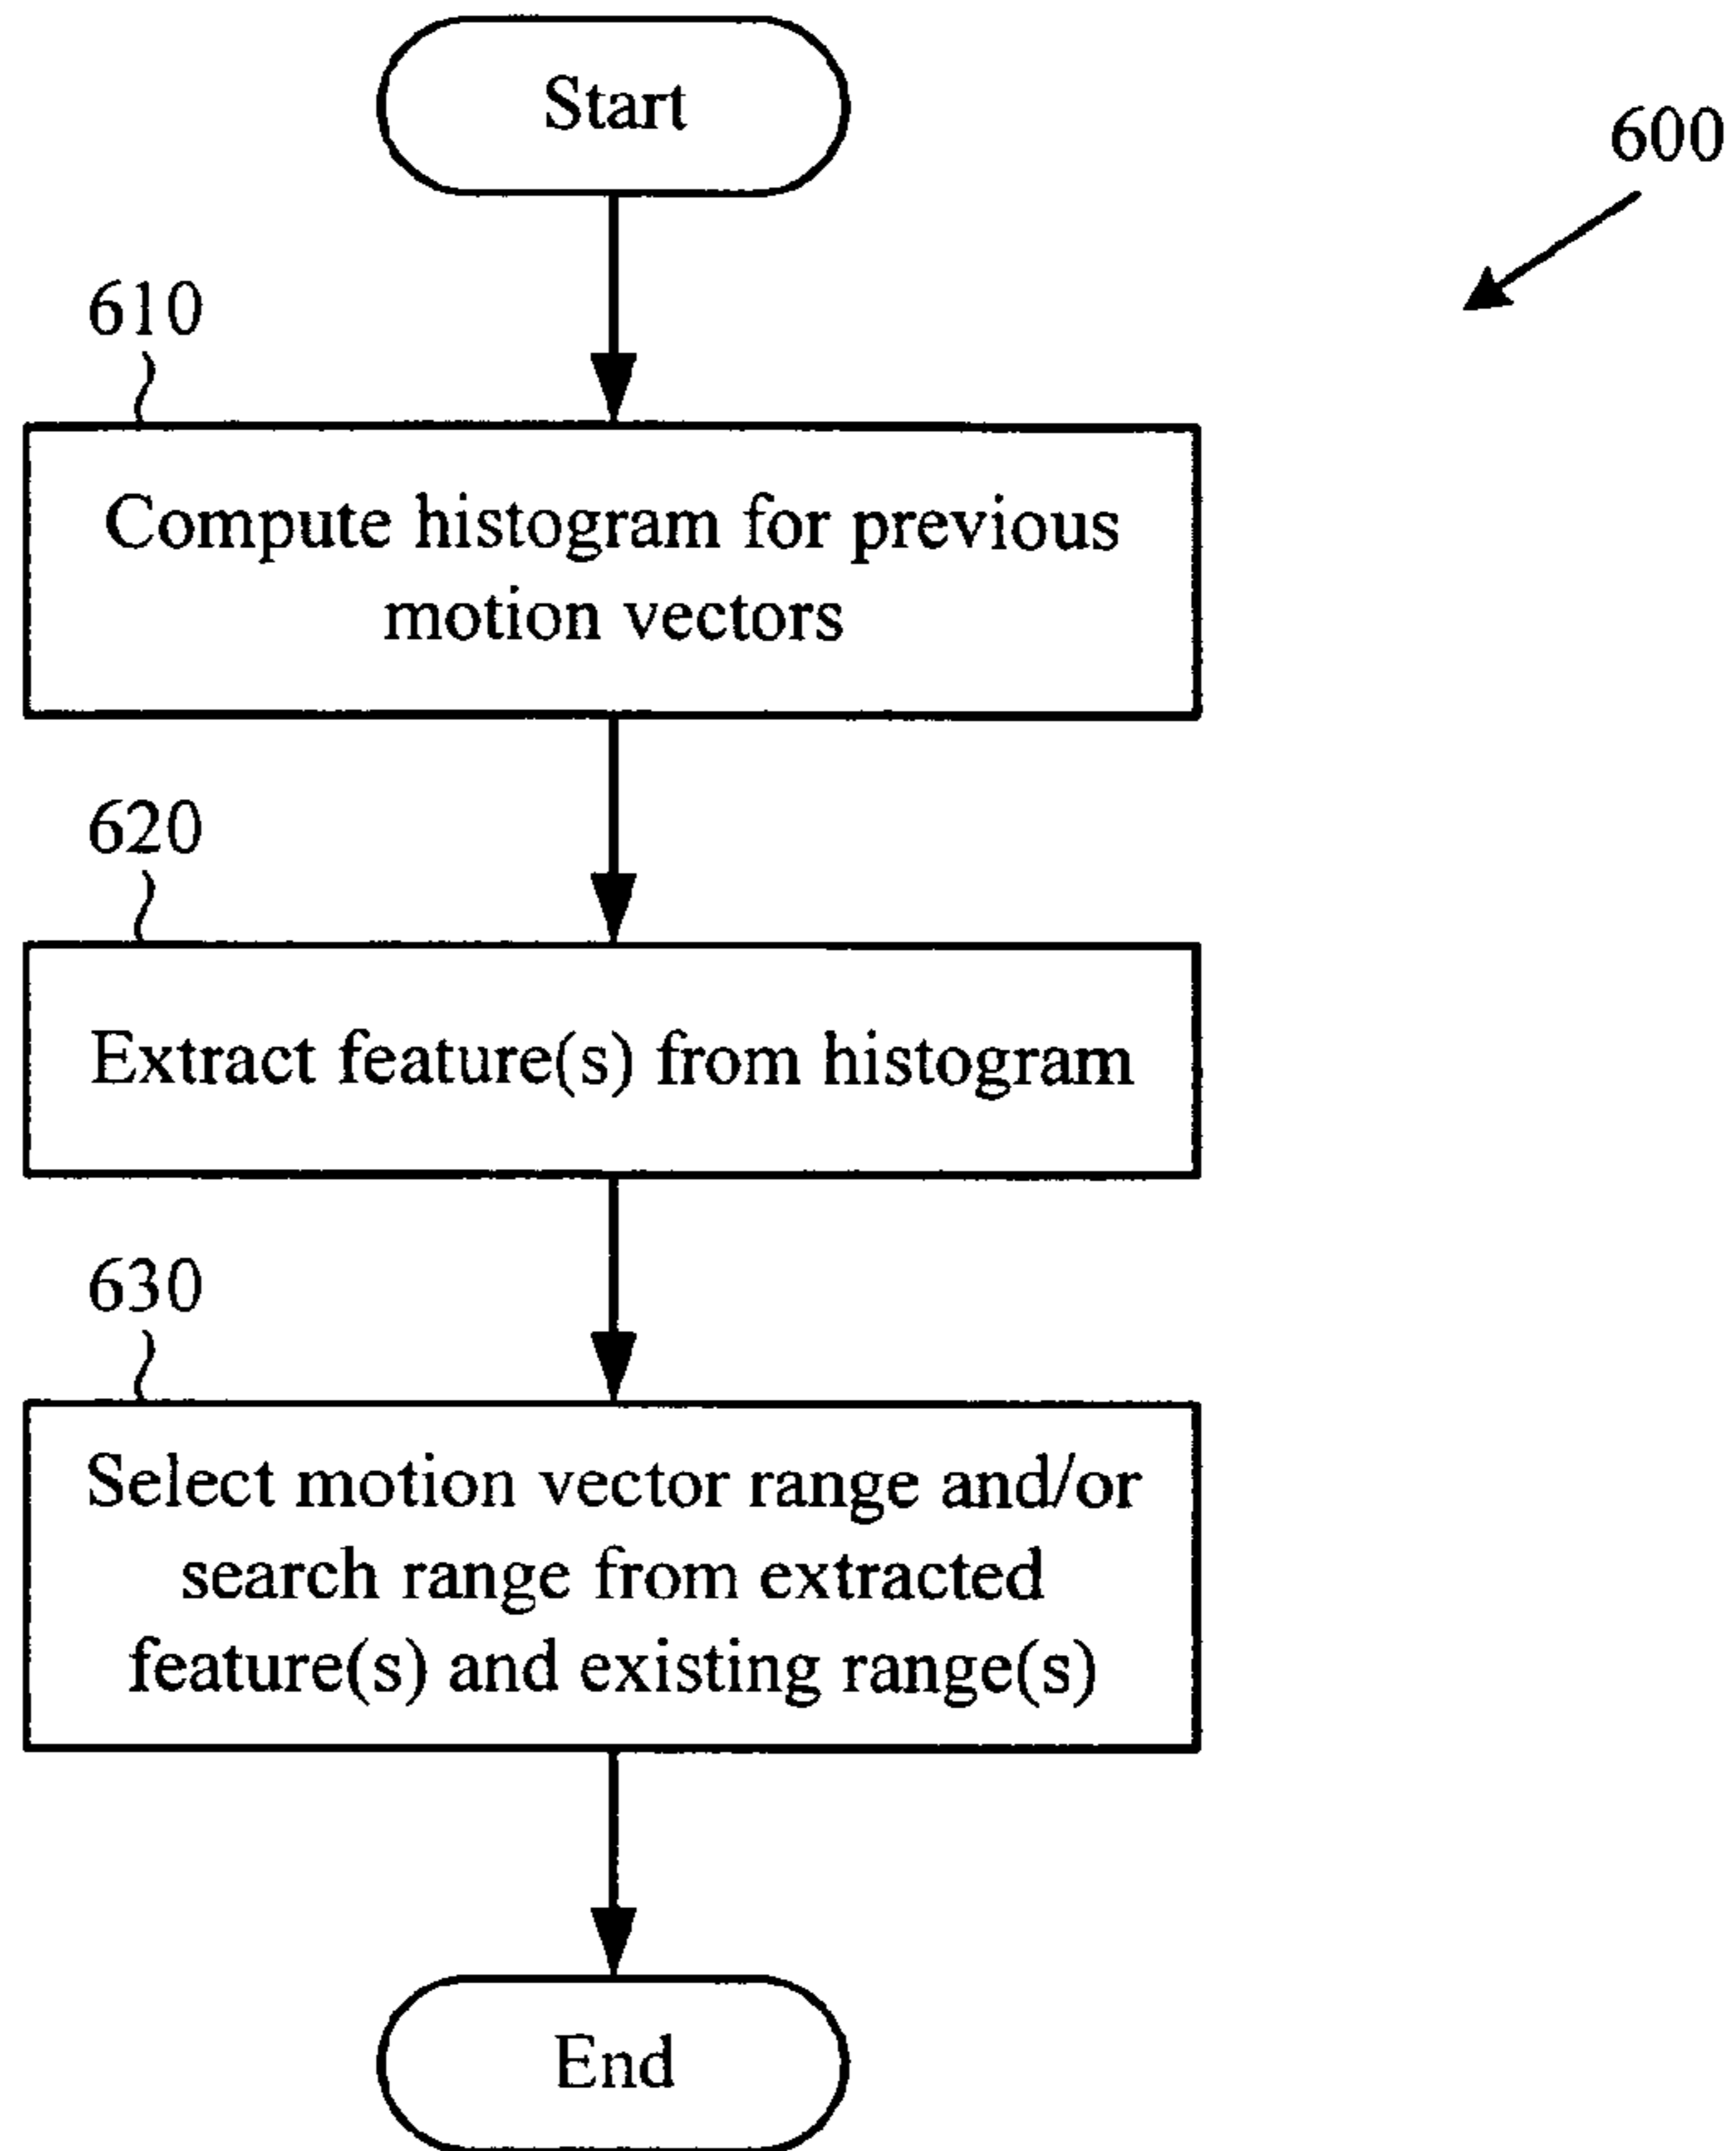 Start
600
610
Compute histogram for previous
motion vectors
620
Extract feature(s) from histogram
630
Select motion vector range and/or
search range from extracted
feature(s) and existing range(s)
End